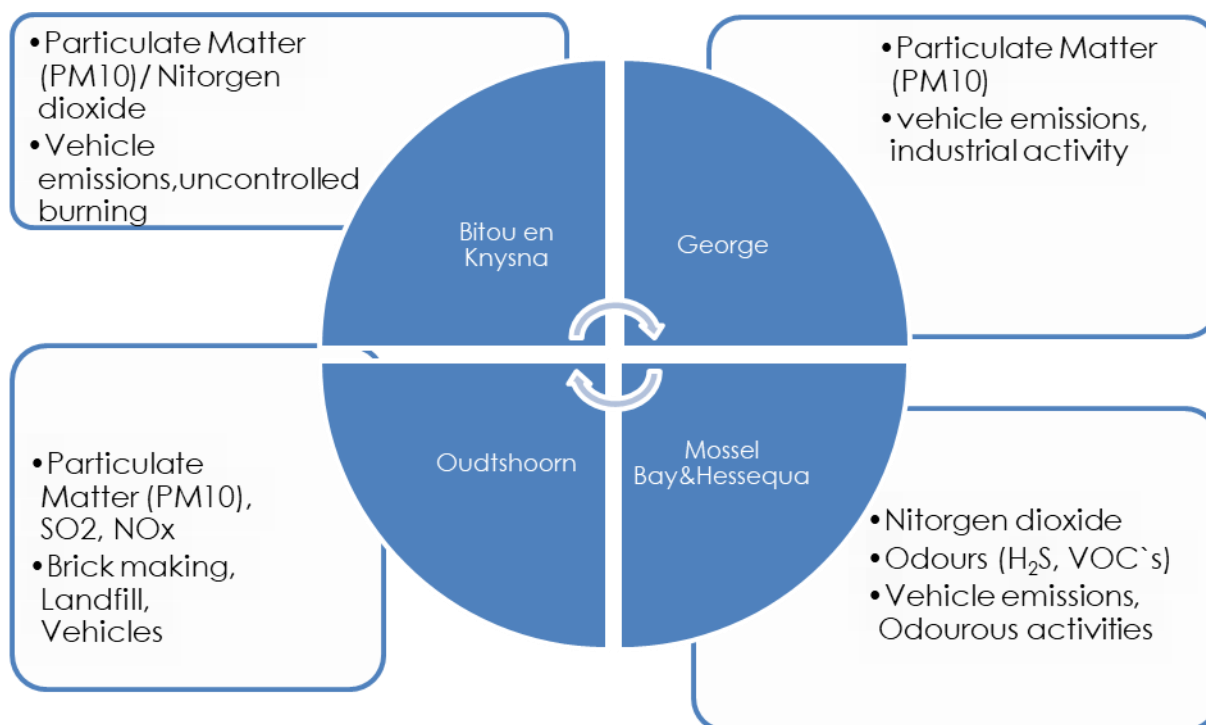 •Particulate Matter
(PM10)/ Nitorgen
dioxide
•Vehicle
emissions,uncontrolled
burning
Bitou en
Knysna
•Particulate Matter
(PM10)
•vehicle emissions,
industrial activity
George
•Particulate
Matter (PM10),
SO2, NOx
•Brick making,
Landfill,
Vehicles
Oudtshoorn
Mossel
Bay&Hessequa
•Nitorgen dioxide
•Odours (H₂S, VOC`s)
•Vehicle emissions,
Odourous activities